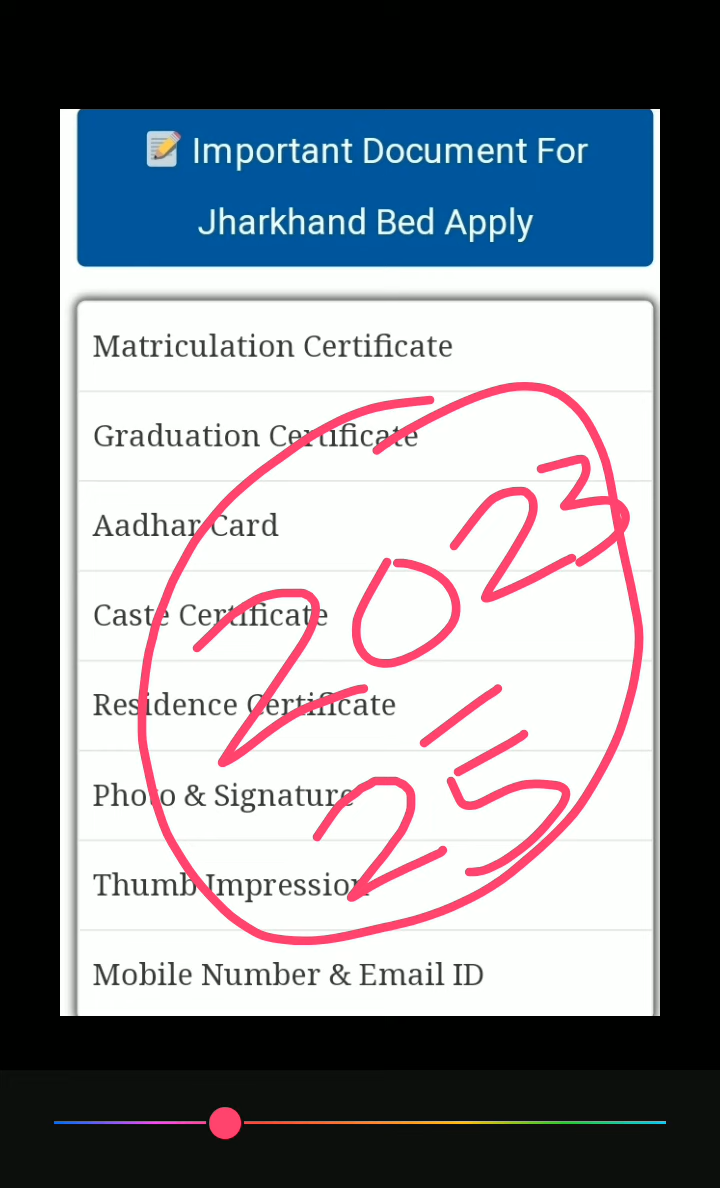 📝 Important Document For
Jharkhand Bed Apply
Matriculation Certificate
Graduation Certificate
Aadhar Card
Caste Certificate
Residence Certificate
Photo & Signature
Thumb Impression
Mobile Number & Email ID
2023
25